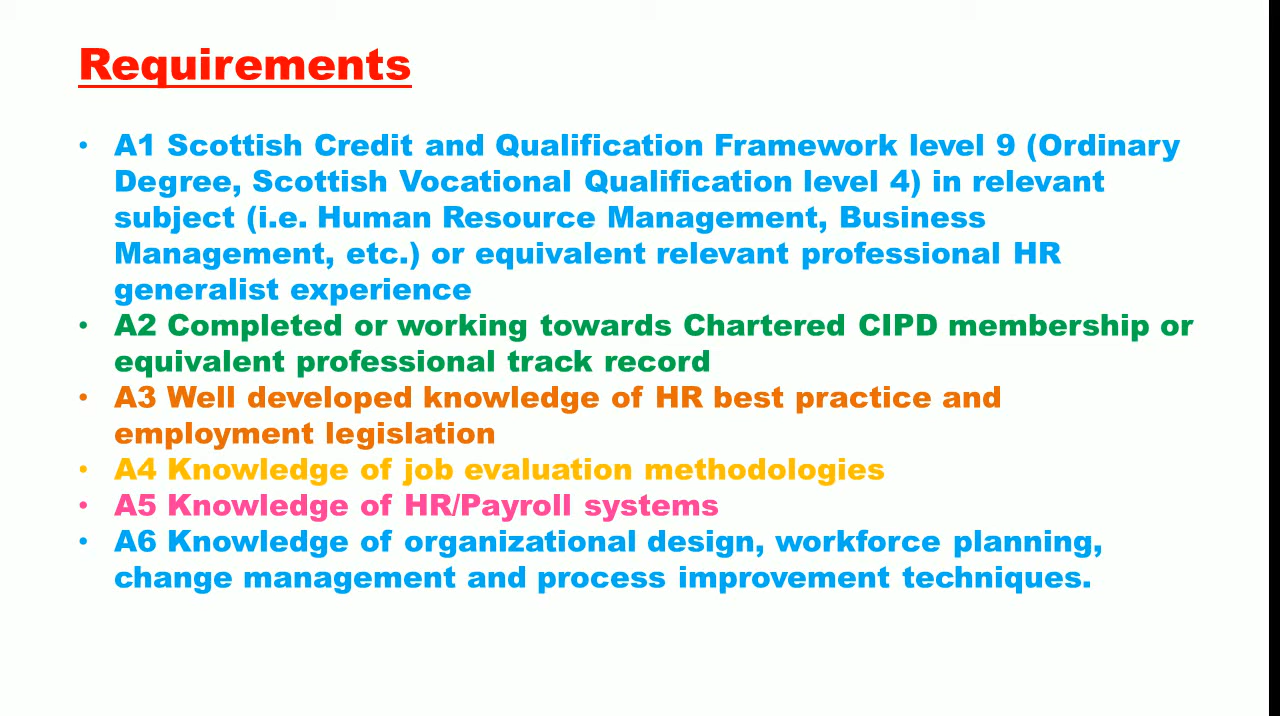 Requirements
• A1 Scottish Credit and Qualification Framework level 9 (Ordinary
Degree, Scottish Vocational Qualification level 4) in relevant
subject (i.e. Human Resource Management, Business
Management, etc.) or equivalent relevant professional HR
generalist experience
• A2 Completed or working towards Chartered CIPD membership or
equivalent professional track record
• A3 Well developed knowledge of HR best practice and
employment legislation
• A4 Knowledge of job evaluation methodologies
• A5 Knowledge of HR/Payroll systems
• A6 Knowledge of organizational design, workforce planning,
change management and process improvement techniques.